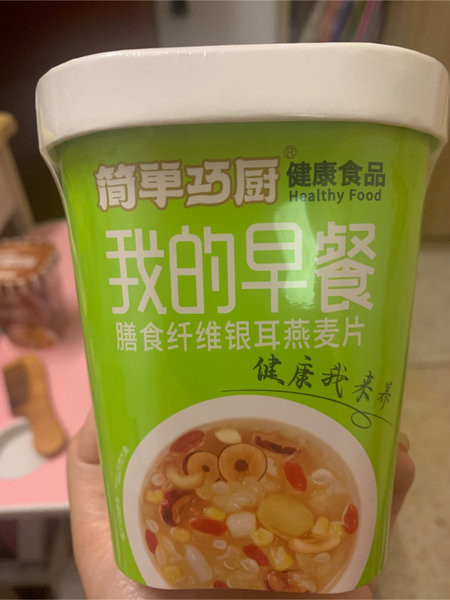 简单巧厨® 健康食品
Healthy Food
我的早餐
膳食纤维银耳燕麦片
健康我来养